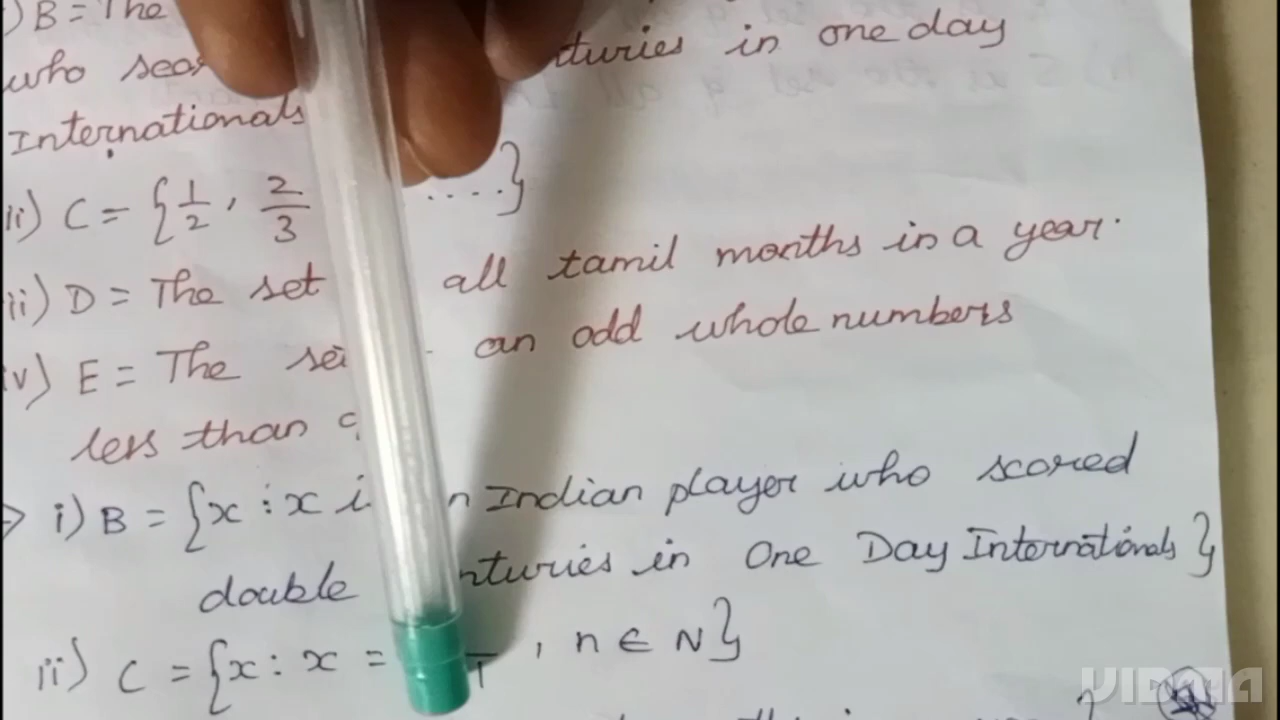 ) B = The
who turies in one day
Internationals
ii) C = {1/2, 2/3 .....}
iii) D = The set all tamil months in a year.
iv) E = The se an odd whole numbers
less than
→ i) B = {x : x i n Indian player who scored
double nturies in One Day Internationals}
ii) C = {x : x = , n ∈ N}